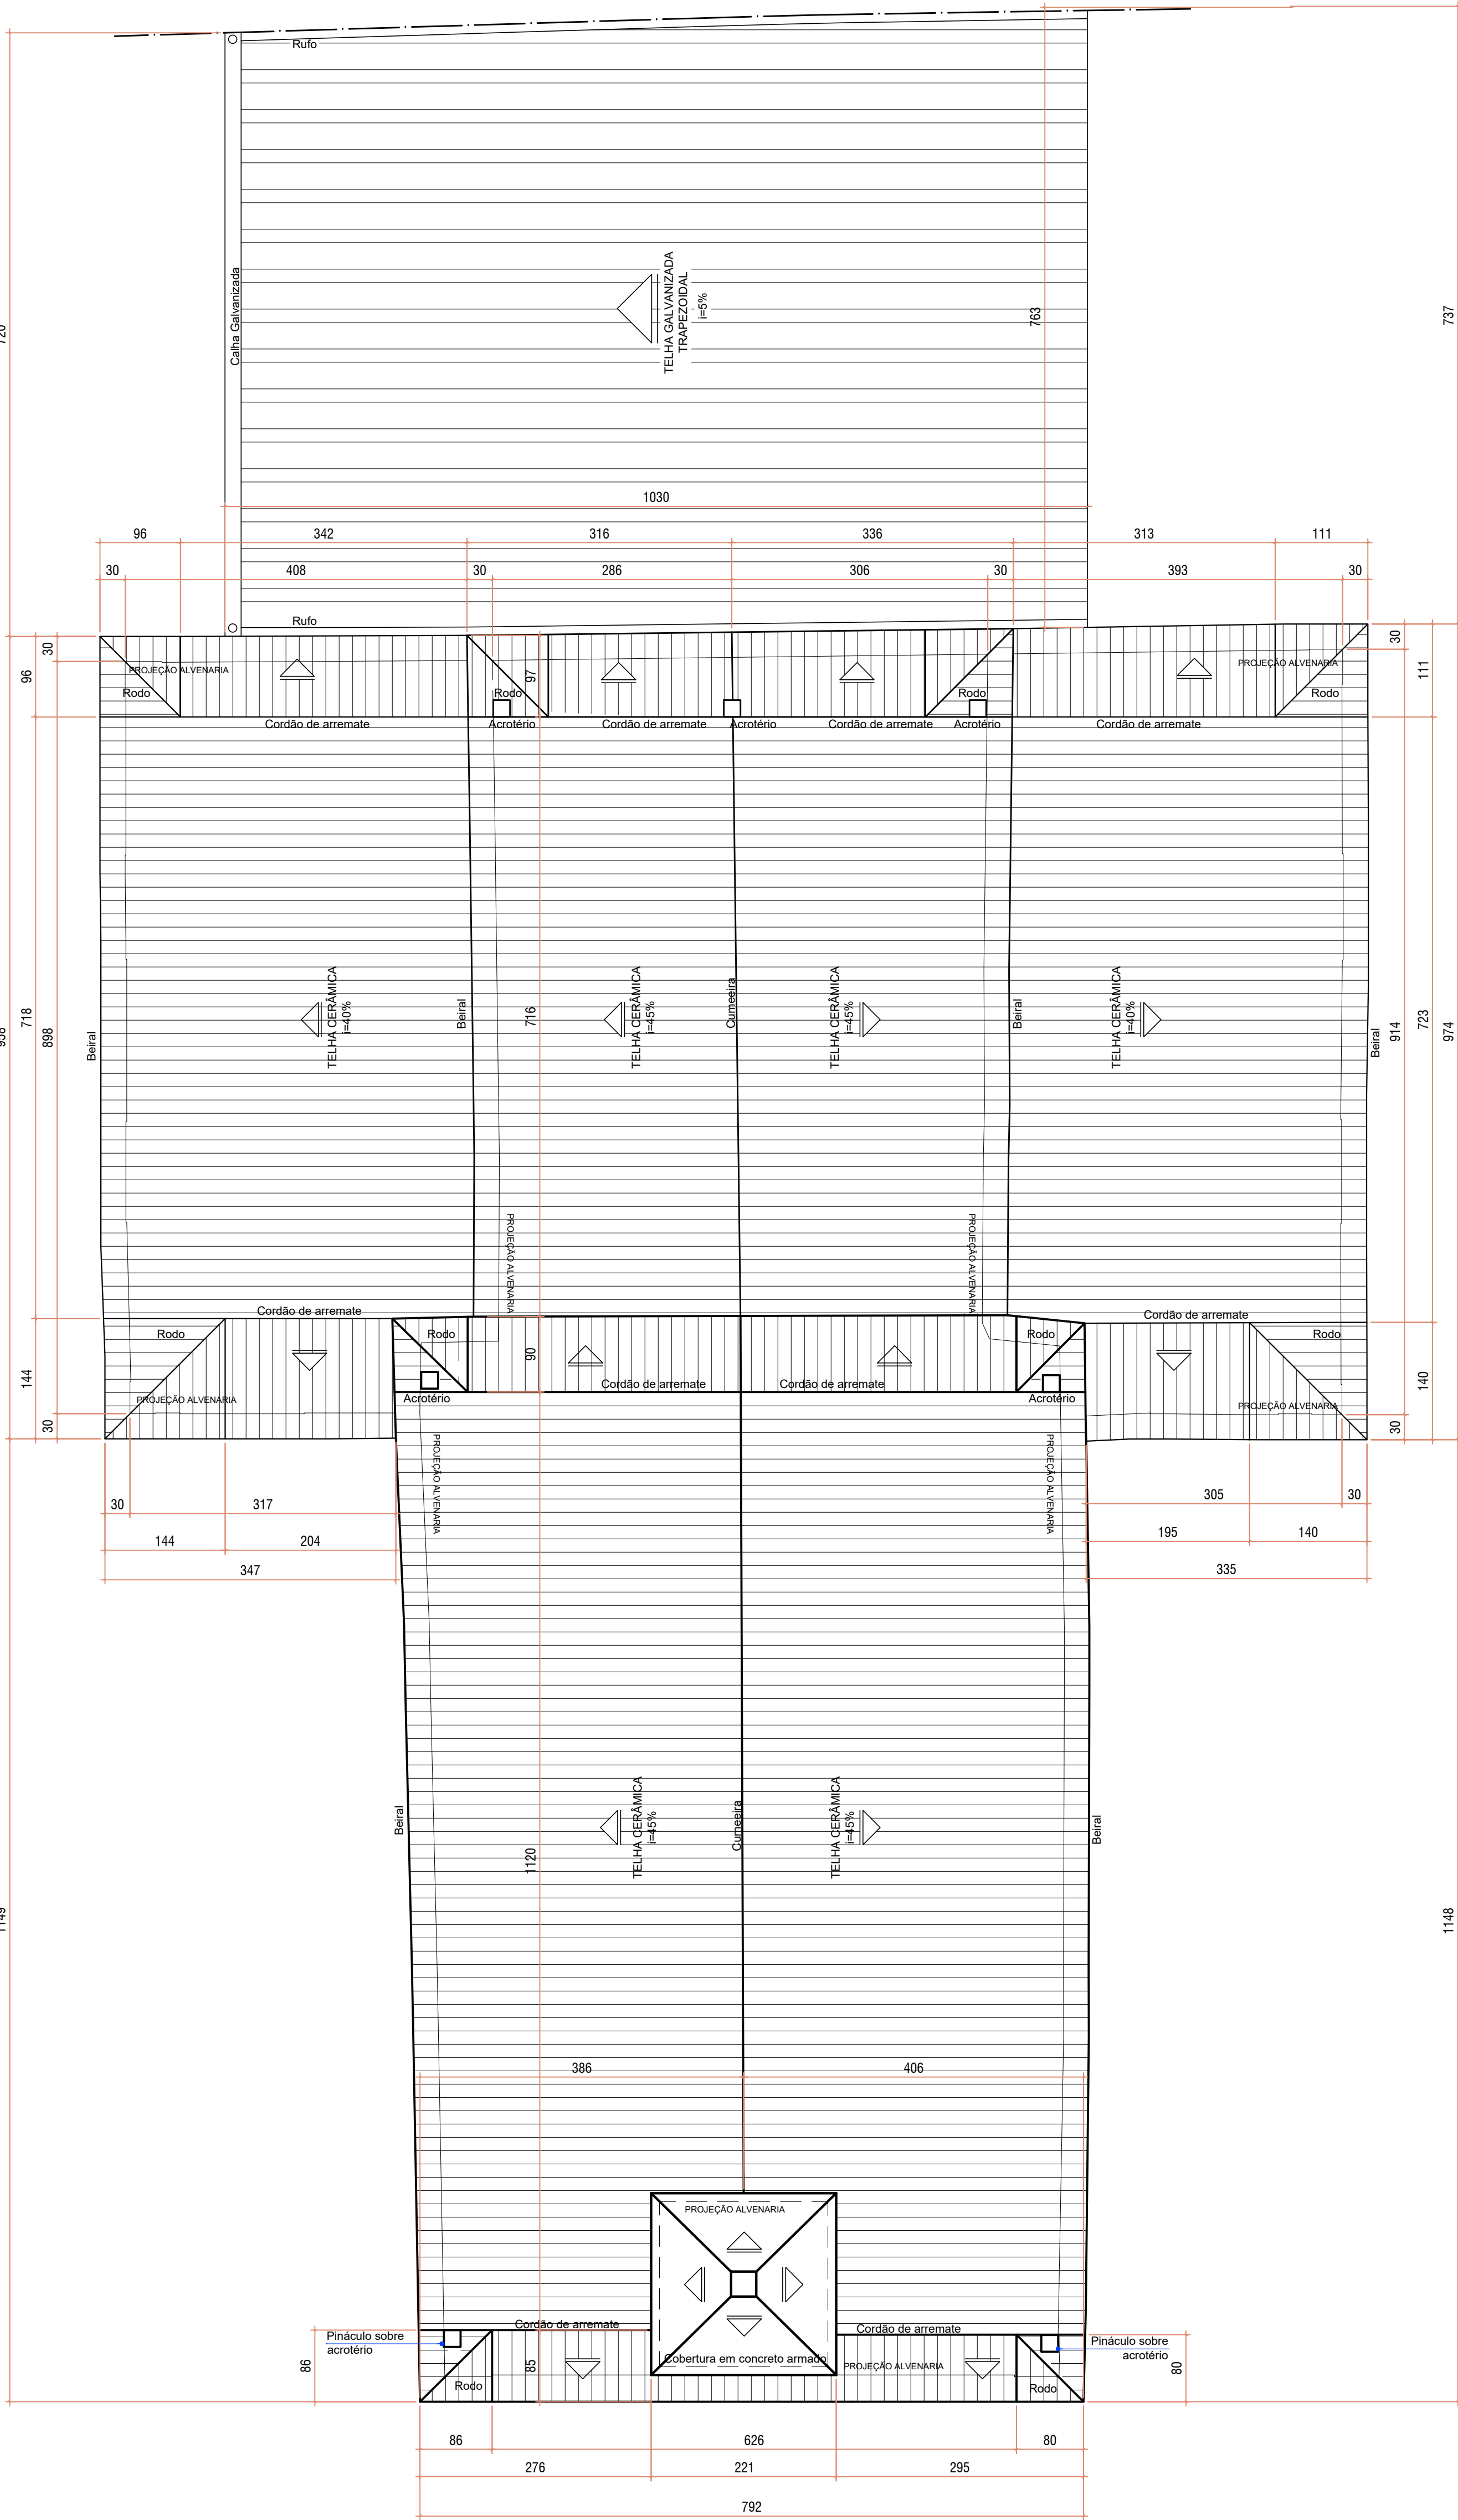 Rufo
Calha Galvanizada
TELHA GALVANIZADA
TRAPEZOIDAL
i=5%
763
737
1030
96
342
316
336
313
111
30
408
30
286
306
30
393
30
Rufo
30
96
PROJEÇÃO ALVENARIA
Rodo
97
Rodo
Rodo
PROJEÇÃO ALVENARIA
Rodo
30
111
Cordão de arremate
Acrotério
Cordão de arremate
Acrotério
Cordão de arremate
Acrotério
Cordão de arremate
718
898
Beiral
TELHA CERÂMICA
i=40%
Beiral
716
TELHA CERÂMICA
i=45%
Cumeeira
TELHA CERÂMICA
i=45%
Beiral
TELHA CERÂMICA
i=40%
Beiral
914
723
974
PROJEÇÃO ALVENARIA
PROJEÇÃO ALVENARIA
Cordão de arremate
Cordão de arremate
144
30
Rodo
PROJEÇÃO ALVENARIA
Rodo
90
Rodo
Rodo
PROJEÇÃO ALVENARIA
140
30
Acrotério
Cordão de arremate
Cordão de arremate
Acrotério
PROJEÇÃO ALVENARIA
PROJEÇÃO ALVENARIA
30
317
144
204
347
305
30
195
140
335
Beiral
TELHA CERÂMICA
i=45%
Cumeeira
TELHA CERÂMICA
i=45%
Beiral
1120
1148
386
406
PROJEÇÃO ALVENARIA
Cordão de arremate
Cordão de arremate
Pináculo sobre
acrotério
Pináculo sobre
acrotério
86
85
Rodo
Cobertura em concreto armado
PROJEÇÃO ALVENARIA
Rodo
80
86
626
80
276
221
295
792